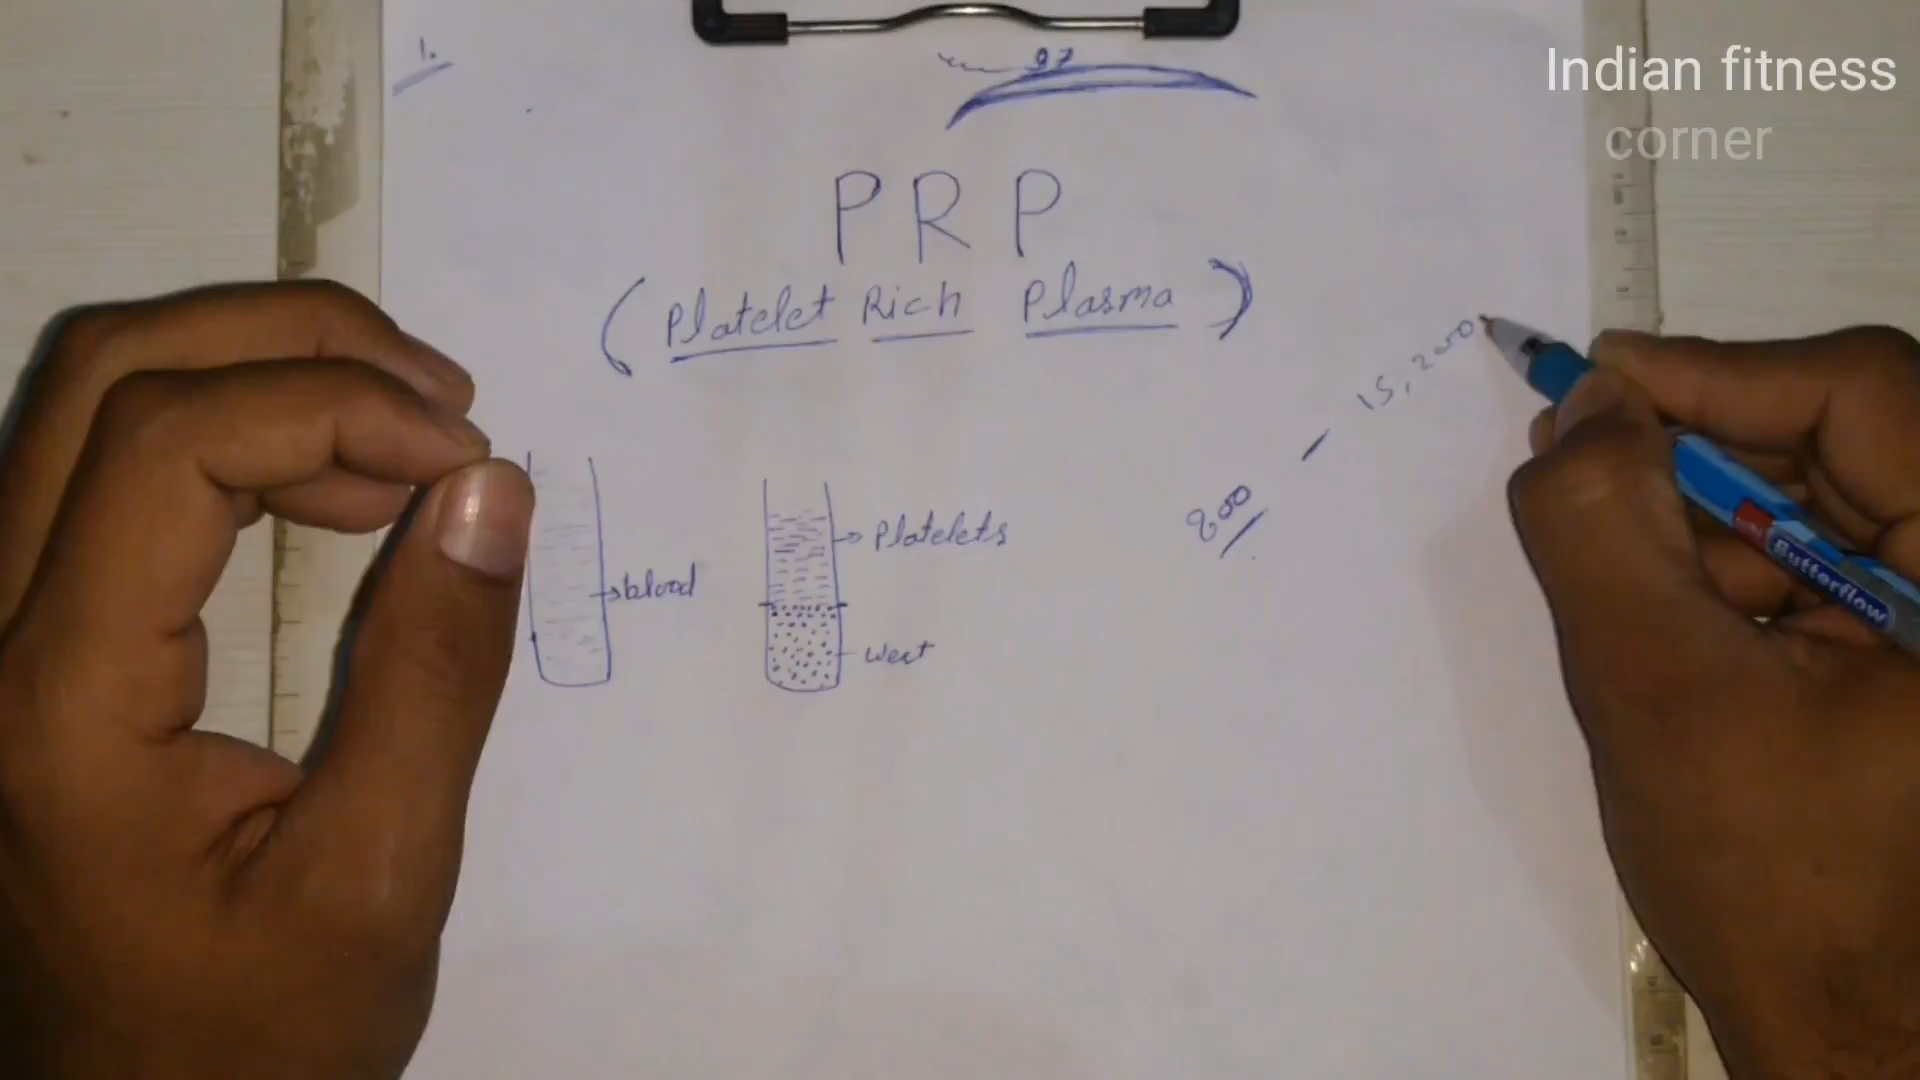 Indian fitness
corner
1.
97
PRP
(Platelet Rich Plasma)
15,200
800
Platelets
blood
West
Butterflow